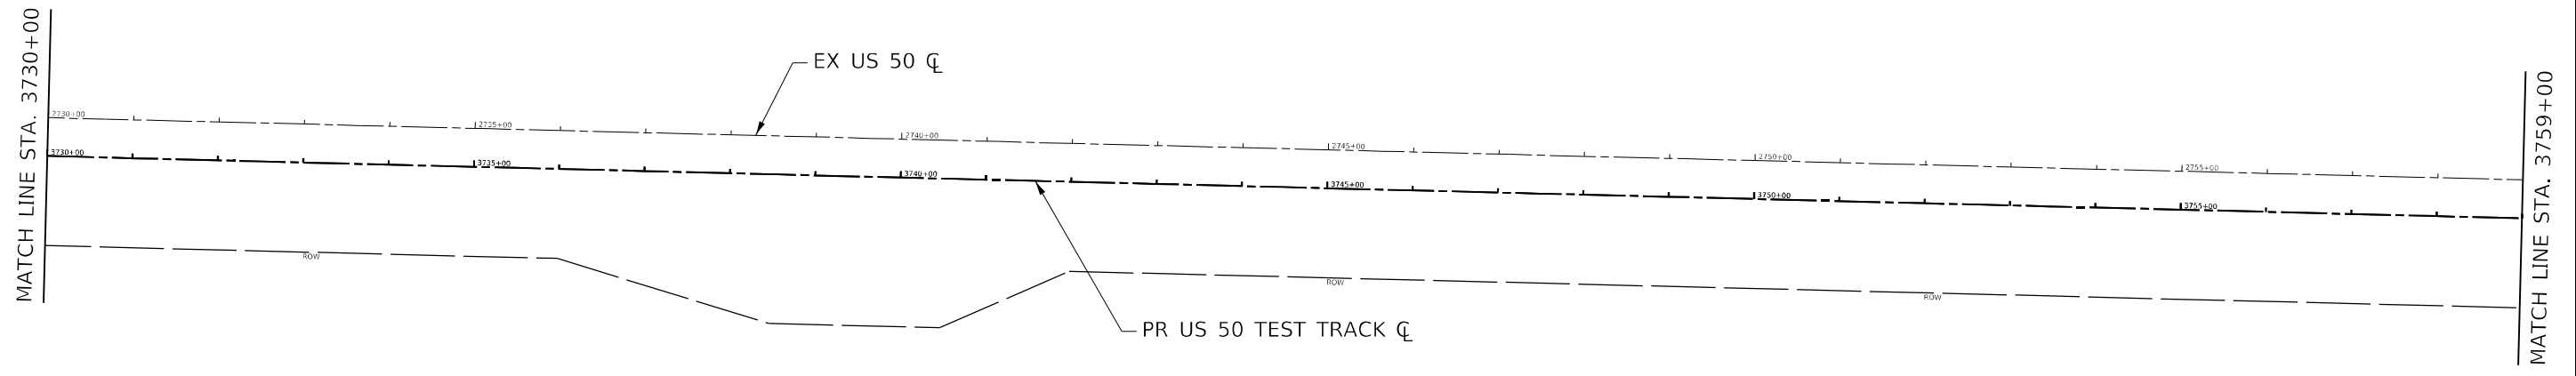 MATCH LINE STA. 3730+00
EX US 50 ℄
2730+00
2735+00
2740+00
2745+00
2750+00
2755+00
3730+00
3735+00
3740+00
3745+00
3750+00
3755+00
ROW
ROW
ROW
PR US 50 TEST TRACK ℄
MATCH LINE STA. 3759+00